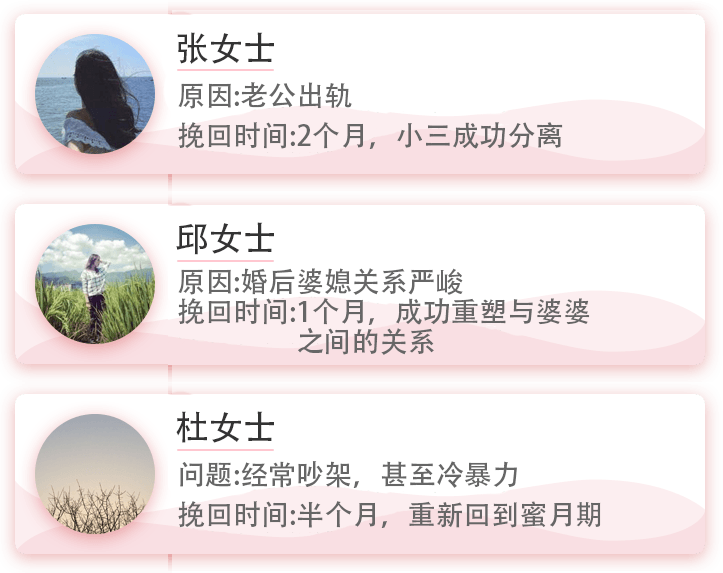 张女士
原因:老公出轨
挽回时间:2个月，小三成功分离
邱女士
原因:婚后婆媳关系严峻
挽回时间:1个月，成功重塑与婆婆
之间的关系
杜女士
问题:经常吵架，甚至冷暴力
挽回时间:半个月，重新回到蜜月期